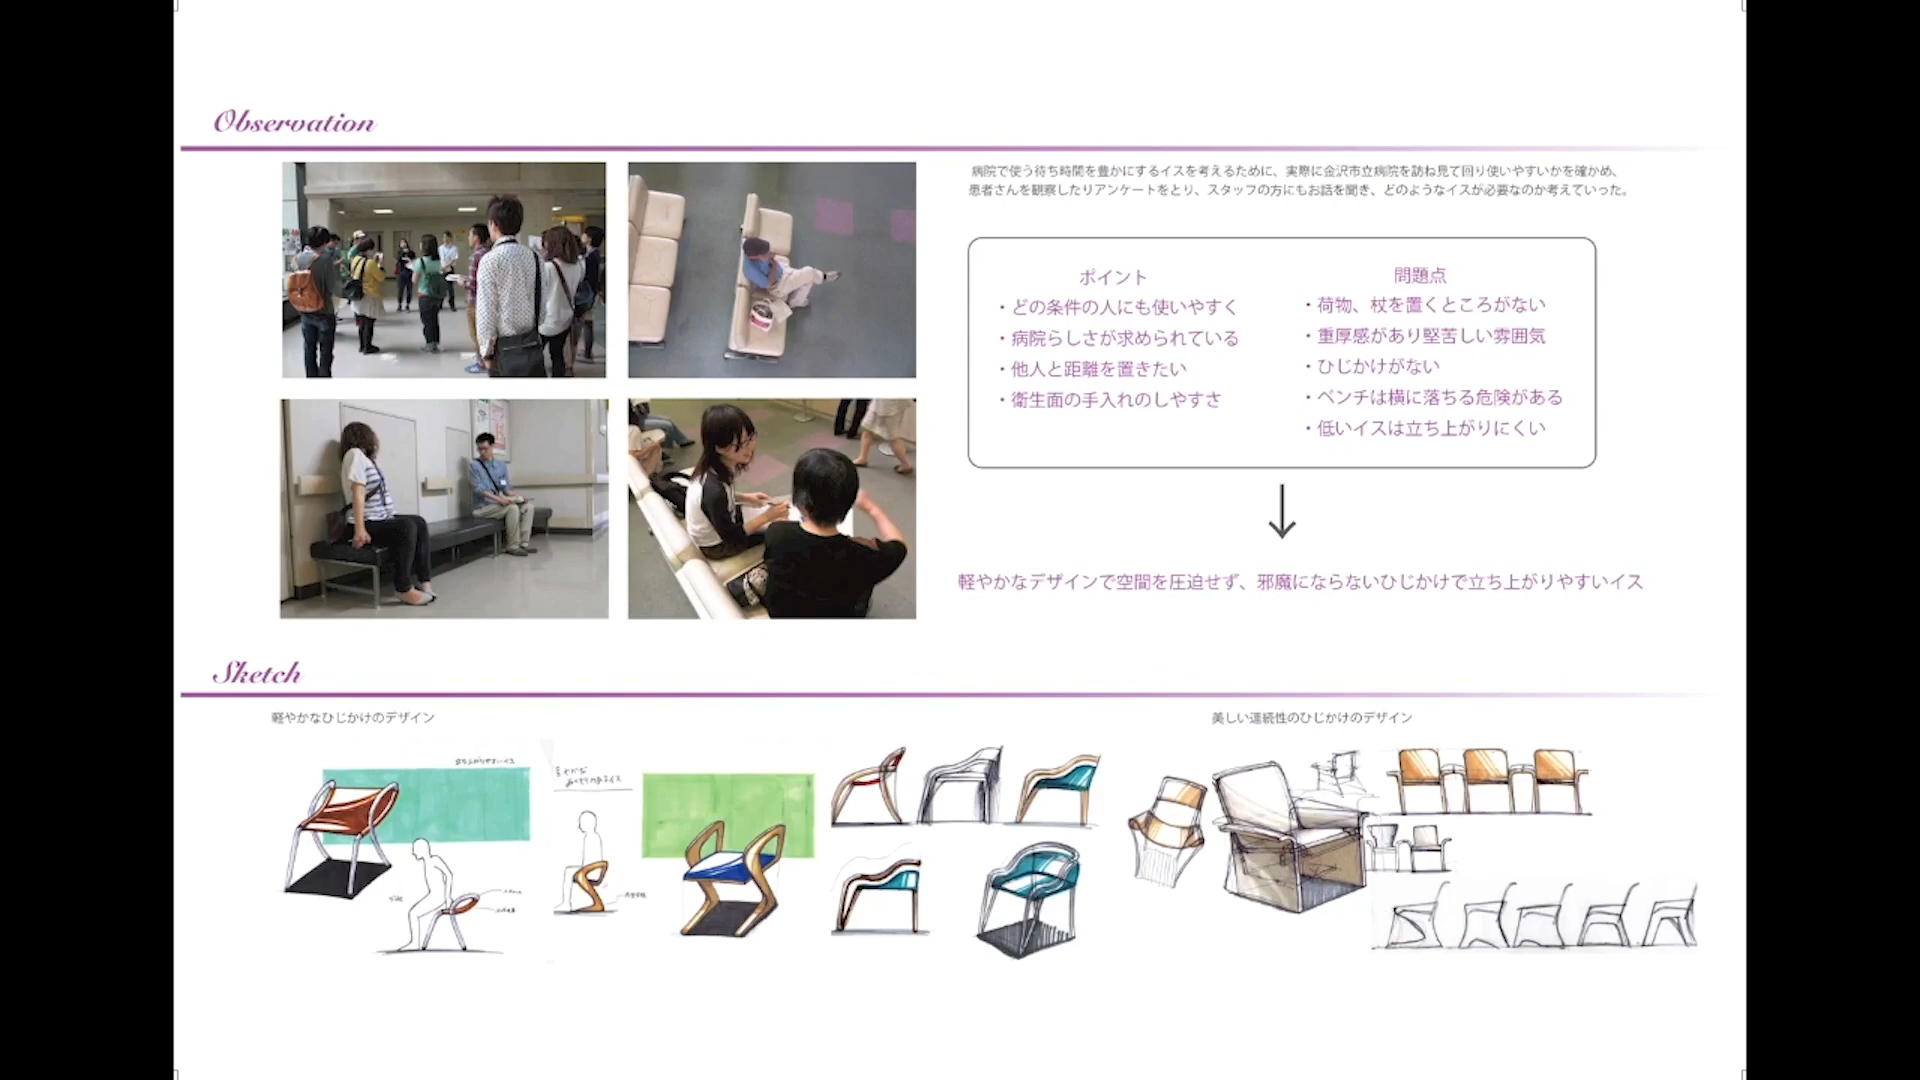 Observation
病院で使う待ち時間を豊かにするイスを考えるために、実際に金沢市立病院を訪ね見て回り使いやすいかを確かめ、
患者さんを観察したりアンケートをとり、スタッフの方にもお話を聞き、どのようなイスが必要なのか考えていった。
ポイント
・どの条件の人にも使いやすく
・病院らしさが求められている
・他人と距離を置きたい
・衛生面の手入れのしやすさ
問題点
・荷物、杖を置くところがない
・重厚感があり堅苦しい雰囲気
・ひじかけがない
・ベンチは横に落ちる危険がある
・低いイスは立ち上がりにくい
軽やかなデザインで空間を圧迫せず、邪魔にならないひじかけで立ち上がりやすいイス
Sketch
軽やかなひじかけのデザイン
美しい連続性のひじかけのデザイン
立ち上がりやすいイス